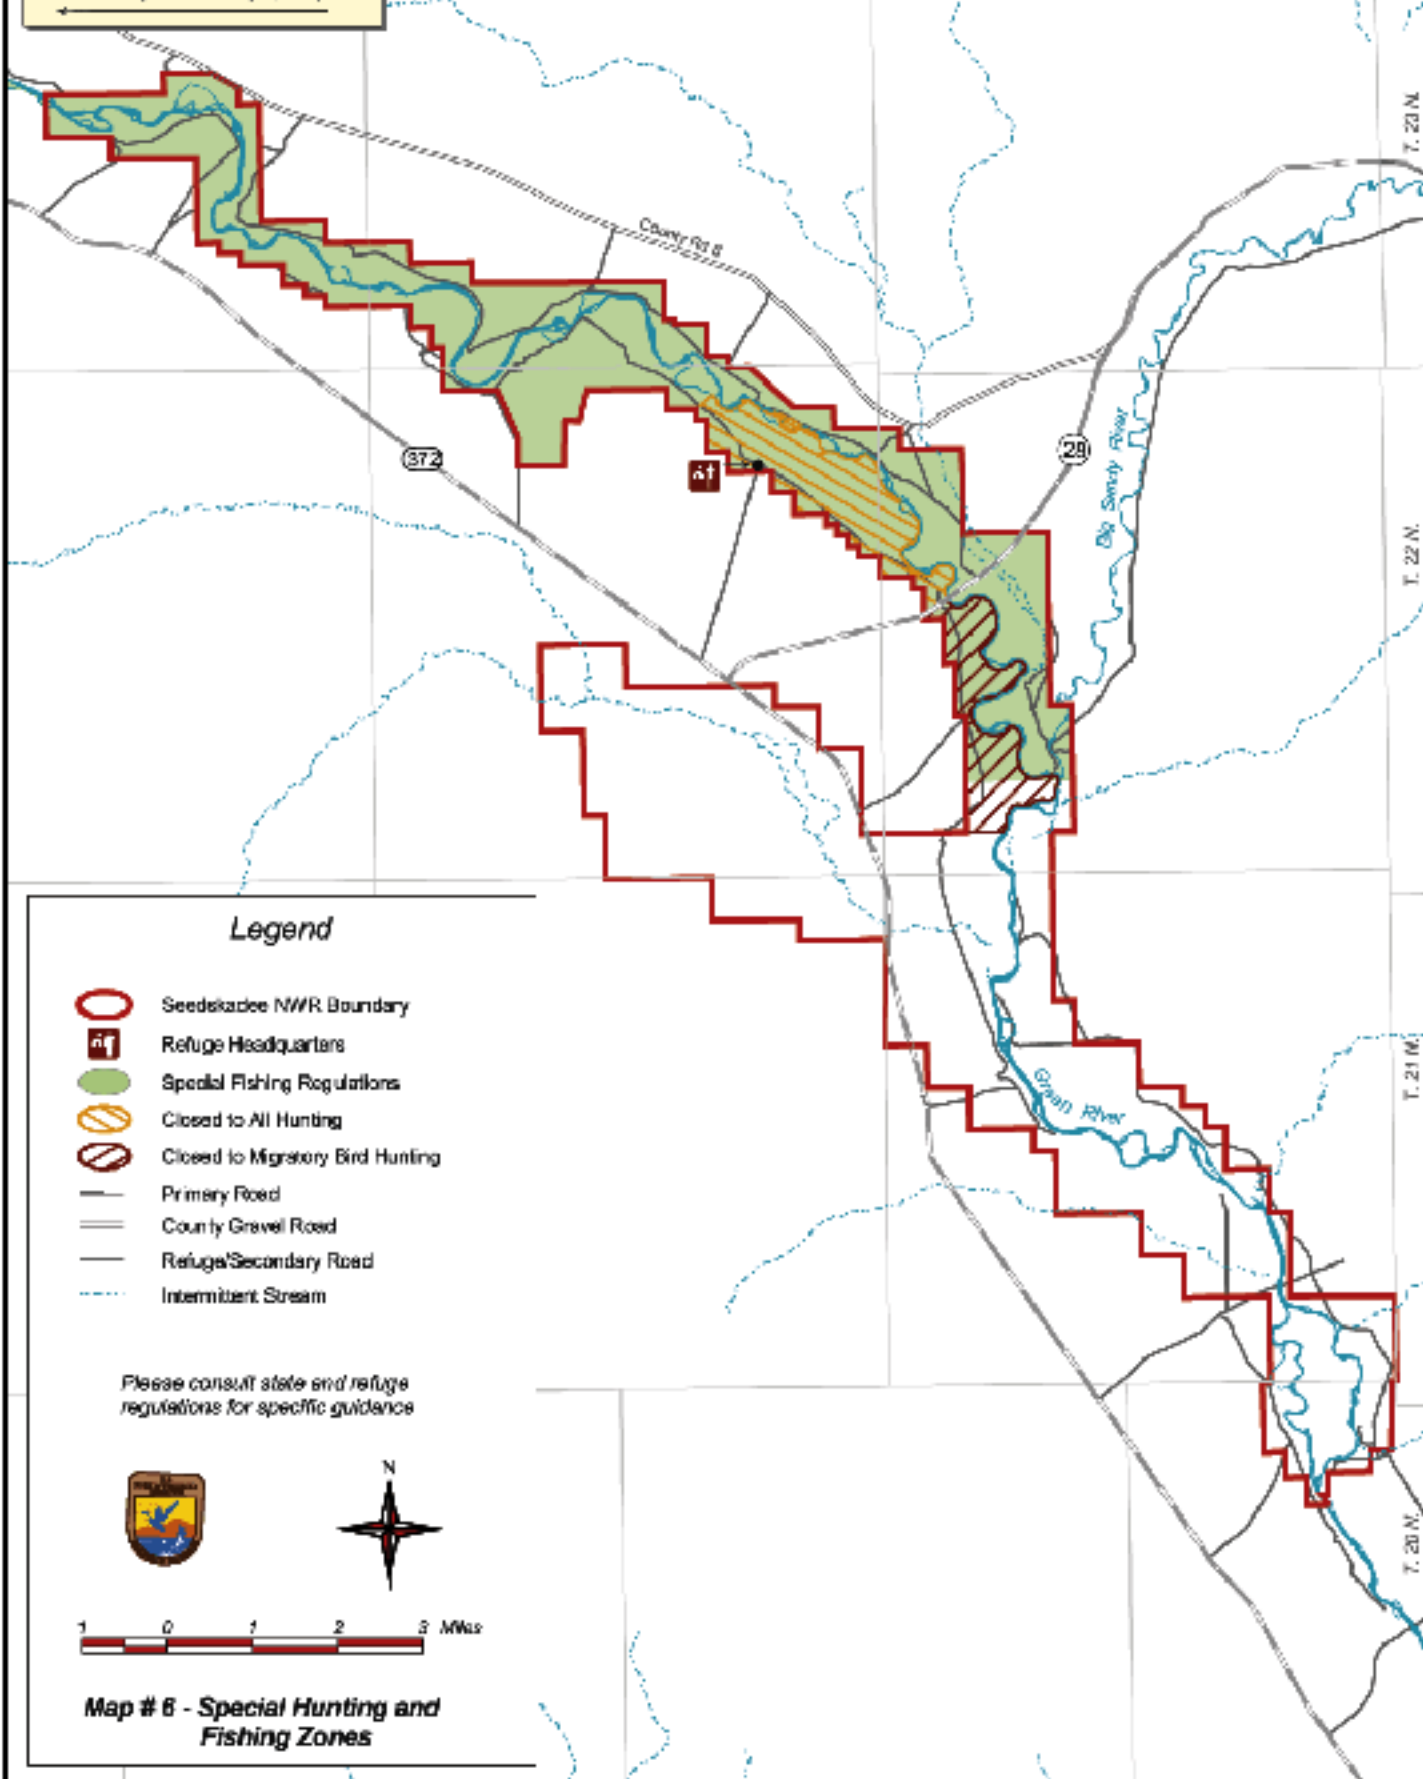 County Rd 8
T. 23 N.
28
372
Big Sandy River
T. 22 N.
Legend
Seedskadee NWR Boundary
Refuge Headquarters
Special Fishing Regulations
Closed to All Hunting
Closed to Migratory Bird Hunting
Primary Road
County Gravel Road
Refuge/Secondary Road
Intermittent Stream
T. 21 N.
Green River
Please consult state and refuge
regulations for specific guidance
N
T. 20 N.
1 0 1 2 3 Miles
Map # 6 - Special Hunting and
Fishing Zones